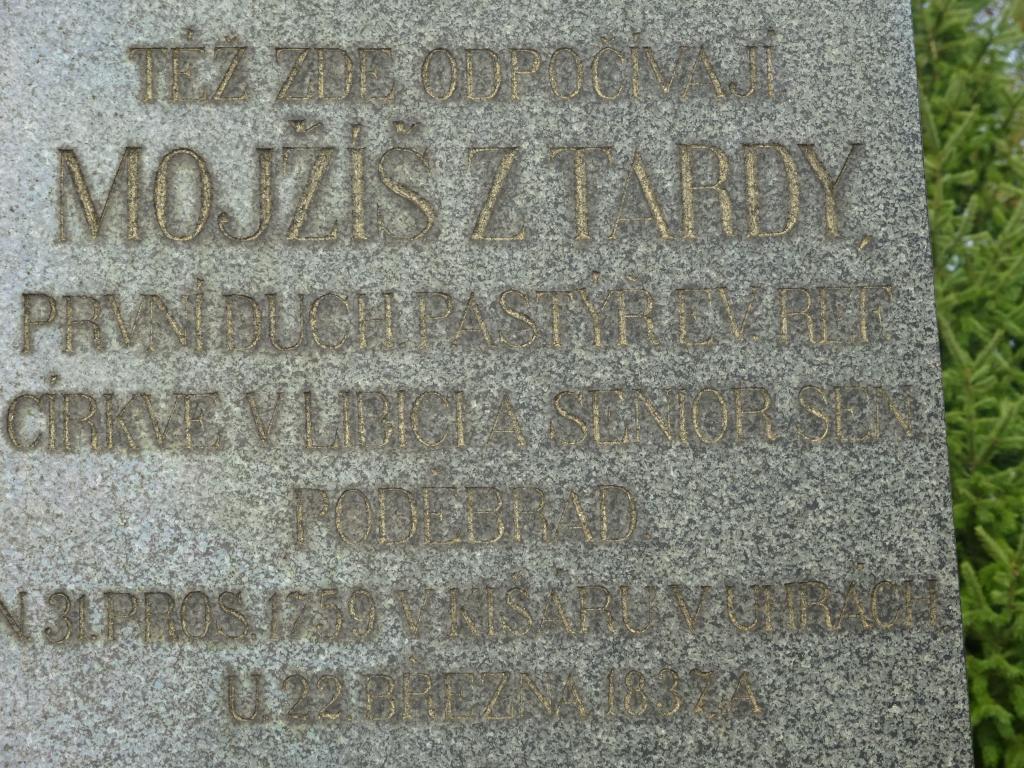 TÉŽ ZDE ODPOČÍVAJÍ
MOJŽÍŠ Z TARDY,
PRVNÍ DUCH PASTÝŘ EV. REF.
CÍRKVE V LIBICI A SENIOR SEN
PODĚBRAD.
N 31. PROS. 1759 V KIŠARU V UHRÁCH
U. 22 BŘEZNA 1837. A